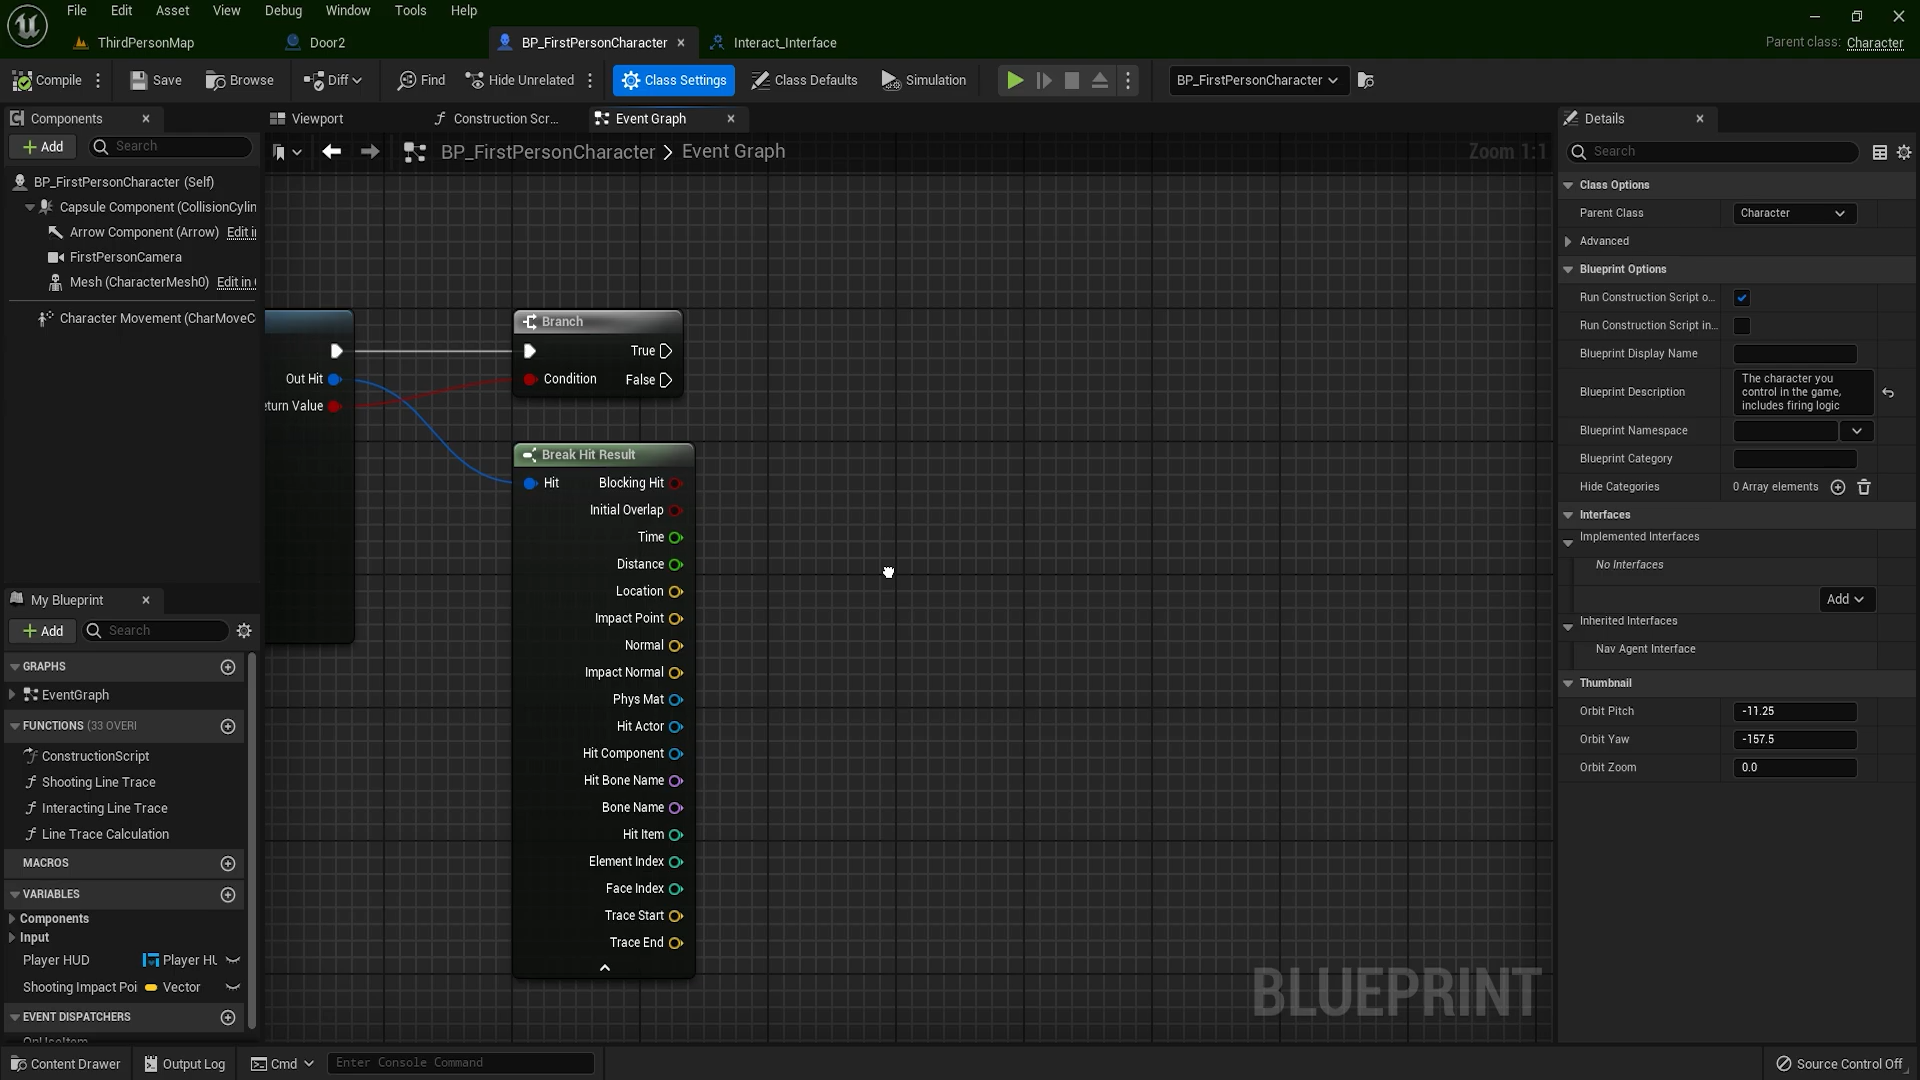 File Edit Asset View Debug Window Tools Help
ThirdPersonMap Door2 BP_FirstPersonCharacter Interact_Interface
Parent class: Character
Compile Save Browse Diff Find Hide Unrelated Class Settings Class Defaults Simulation BP_FirstPersonCharacter
Components
Add Search
BP_FirstPersonCharacter (Self)
Capsule Component (CollisionCylin
Arrow Component (Arrow) Edit i
FirstPersonCamera
Mesh (CharacterMesh0) Edit in
Character Movement (CharMoveC
My Blueprint
Add Search
GRAPHS
EventGraph
FUNCTIONS (33 OVERI
ConstructionScript
Shooting Line Trace
Interacting Line Trace
Line Trace Calculation
MACROS
VARIABLES
Components
Input
Player HUD Player HU
Shooting Impact Poi Vector
EVENT DISPATCHERS
OnUseItem
Viewport Construction Scr... Event Graph
BP_FirstPersonCharacter > Event Graph Zoom 1:1
Out Hit
eturn Value
Branch
True
Condition False
Break Hit Result
Hit Blocking Hit
Initial Overlap
Time
Distance
Location
Impact Point
Normal
Impact Normal
Phys Mat
Hit Actor
Hit Component
Hit Bone Name
Bone Name
Hit Item
Element Index
Face Index
Trace Start
Trace End
BLUEPRINT
Details
Search
Class Options
Parent Class Character
Advanced
Blueprint Options
Run Construction Script o...
Run Construction Script in...
Blueprint Display Name
Blueprint Description The character you
control in the game,
includes firing logic
Blueprint Namespace
Blueprint Category
Hide Categories 0 Array elements
Interfaces
Implemented Interfaces
No Interfaces
Add
Inherited Interfaces
Nav Agent Interface
Thumbnail
Orbit Pitch -11.25
Orbit Yaw -157.5
Orbit Zoom 0.0
Content Drawer Output Log Cmd Enter Console Command Source Control Off